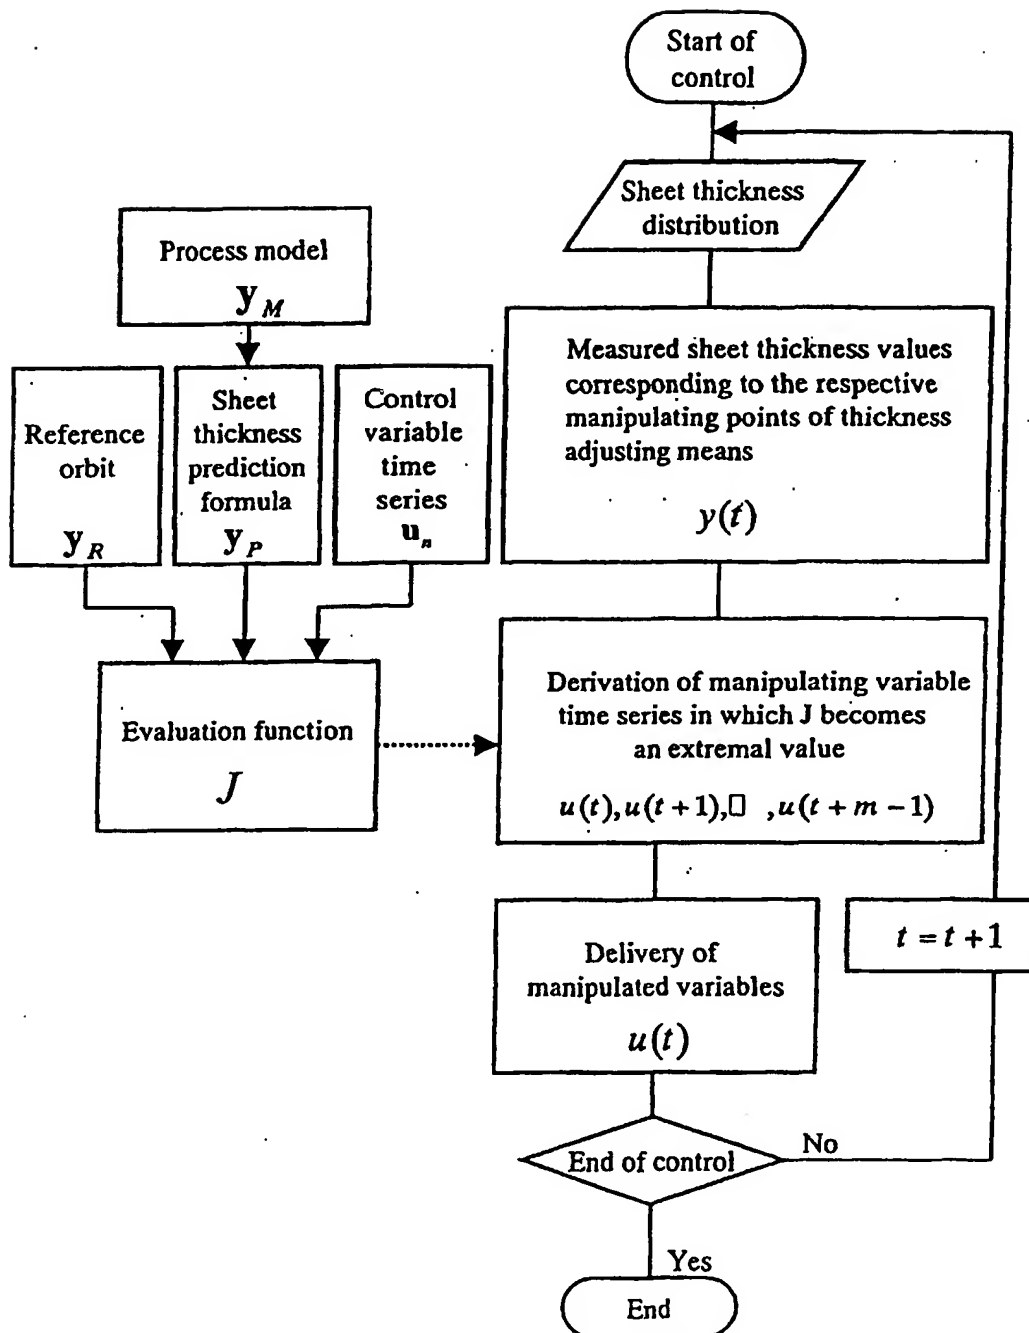 Start of
control
Sheet thickness
distribution
Process model
y_M
Reference
orbit
y_R
Sheet
thickness
prediction
formula
y_P
Control
variable
time
series
u_n
Measured sheet thickness values
corresponding to the respective
manipulating points of thickness
adjusting means
y(t)
Evaluation function
J
Derivation of manipulating variable
time series in which J becomes
an extremal value
u(t),u(t+1),□ ,u(t+m−1)
Delivery of
manipulated variables
u(t)
t = t+1
End of control
No
Yes
End